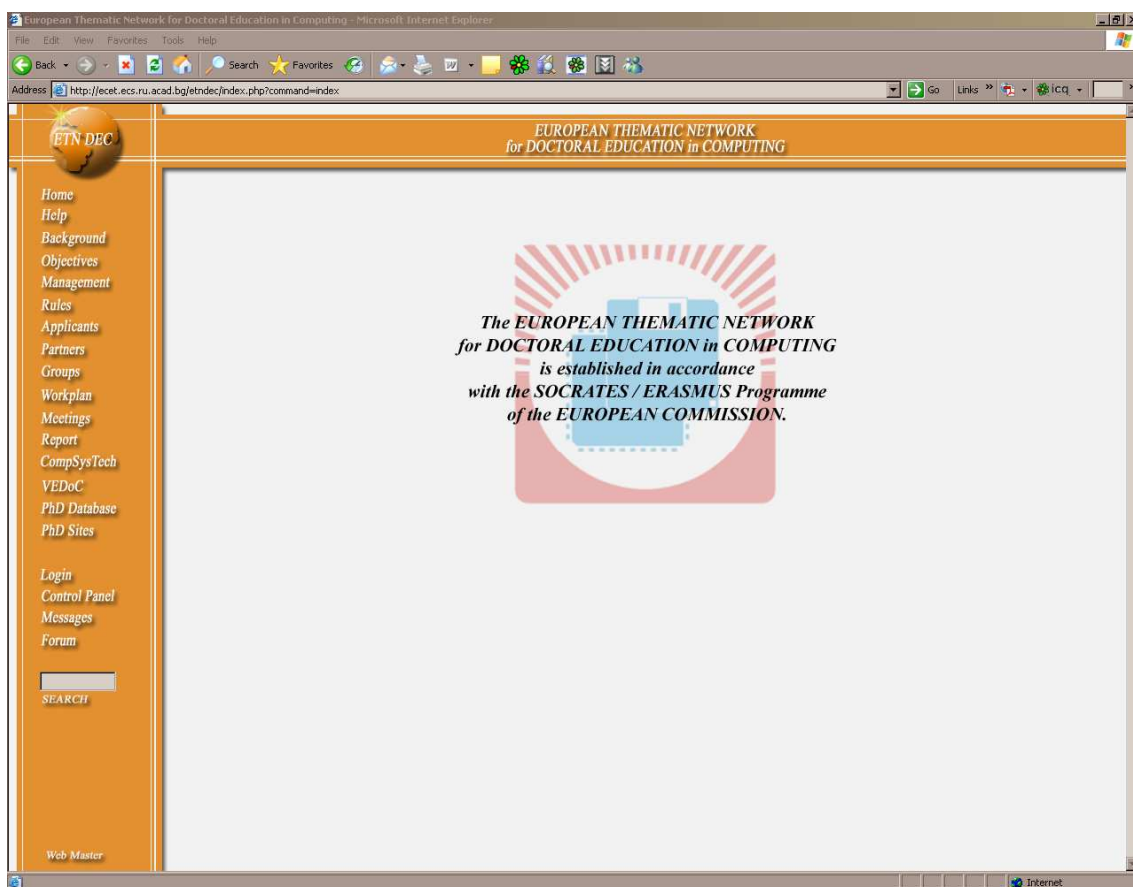 European Thematic Network for Doctoral Education in Computing - Microsoft Internet Explorer
File Edit View Favorites Tools Help
Back Search Favorites
Address http://ecet.ecs.ru.acad.bg/etndec/index.php?command=index Go Links » icq
ETN DEC
EUROPEAN THEMATIC NETWORK
for DOCTORAL EDUCATION in COMPUTING
Home
Help
Background
Objectives
Management
Rules
Applicants
Partners
Groups
Workplan
Meetings
Report
CompSysTech
VEDoC
PhD Database
PhD Sites
Login
Control Panel
Messages
Forum
SEARCH
Web Master
The EUROPEAN THEMATIC NETWORK
for DOCTORAL EDUCATION in COMPUTING
is established in accordance
with the SOCRATES / ERASMUS Programme
of the EUROPEAN COMMISSION.
Internet